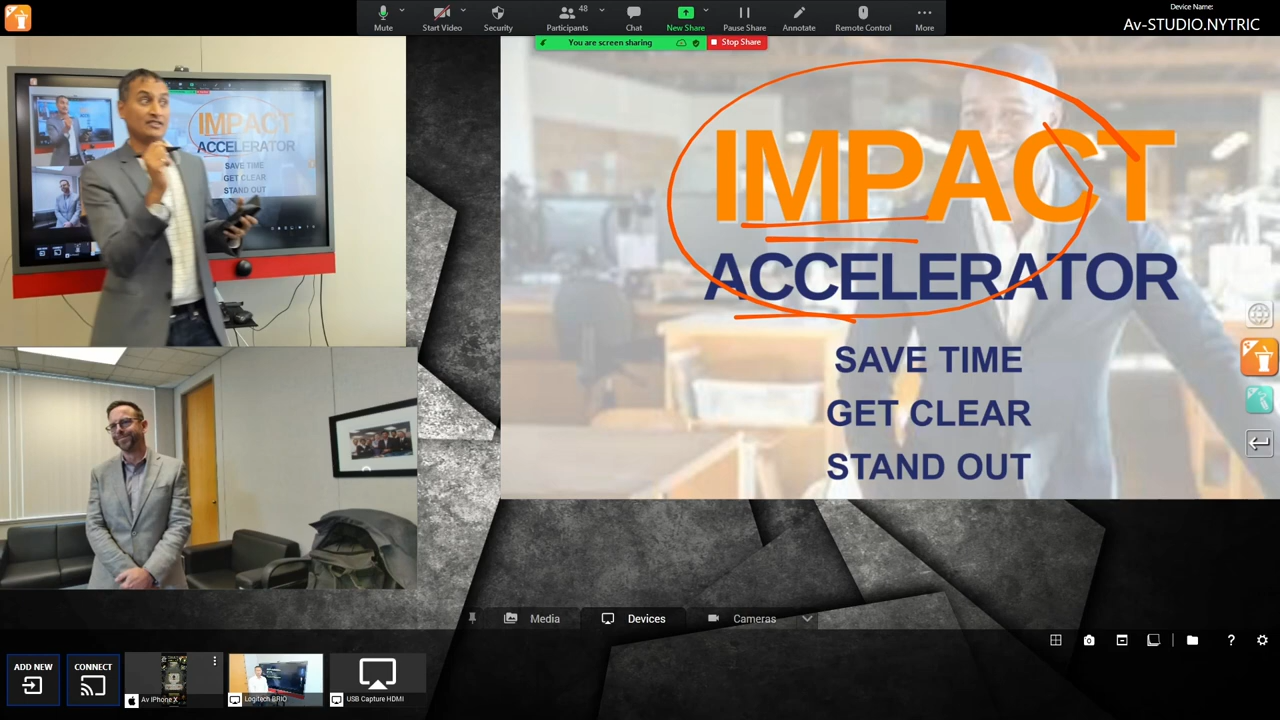 48
Mute
Start Video
Security
Participants
Chat
New Share
Pause Share
Annotate
Remote Control
More
Device Name:
Av-STUDIO.NYTRIC
You are screen sharing
Stop Share
IMPACT
ACCELERATOR
SAVE TIME
GET CLEAR
STAND OUT
IMPACT
ACCELERATOR
SAVE TIME
GET CLEAR
STAND OUT
Media
Devices
Cameras
ADD NEW
CONNECT
Av iPhone X
Logitech BRIO
USB Capture HDMI